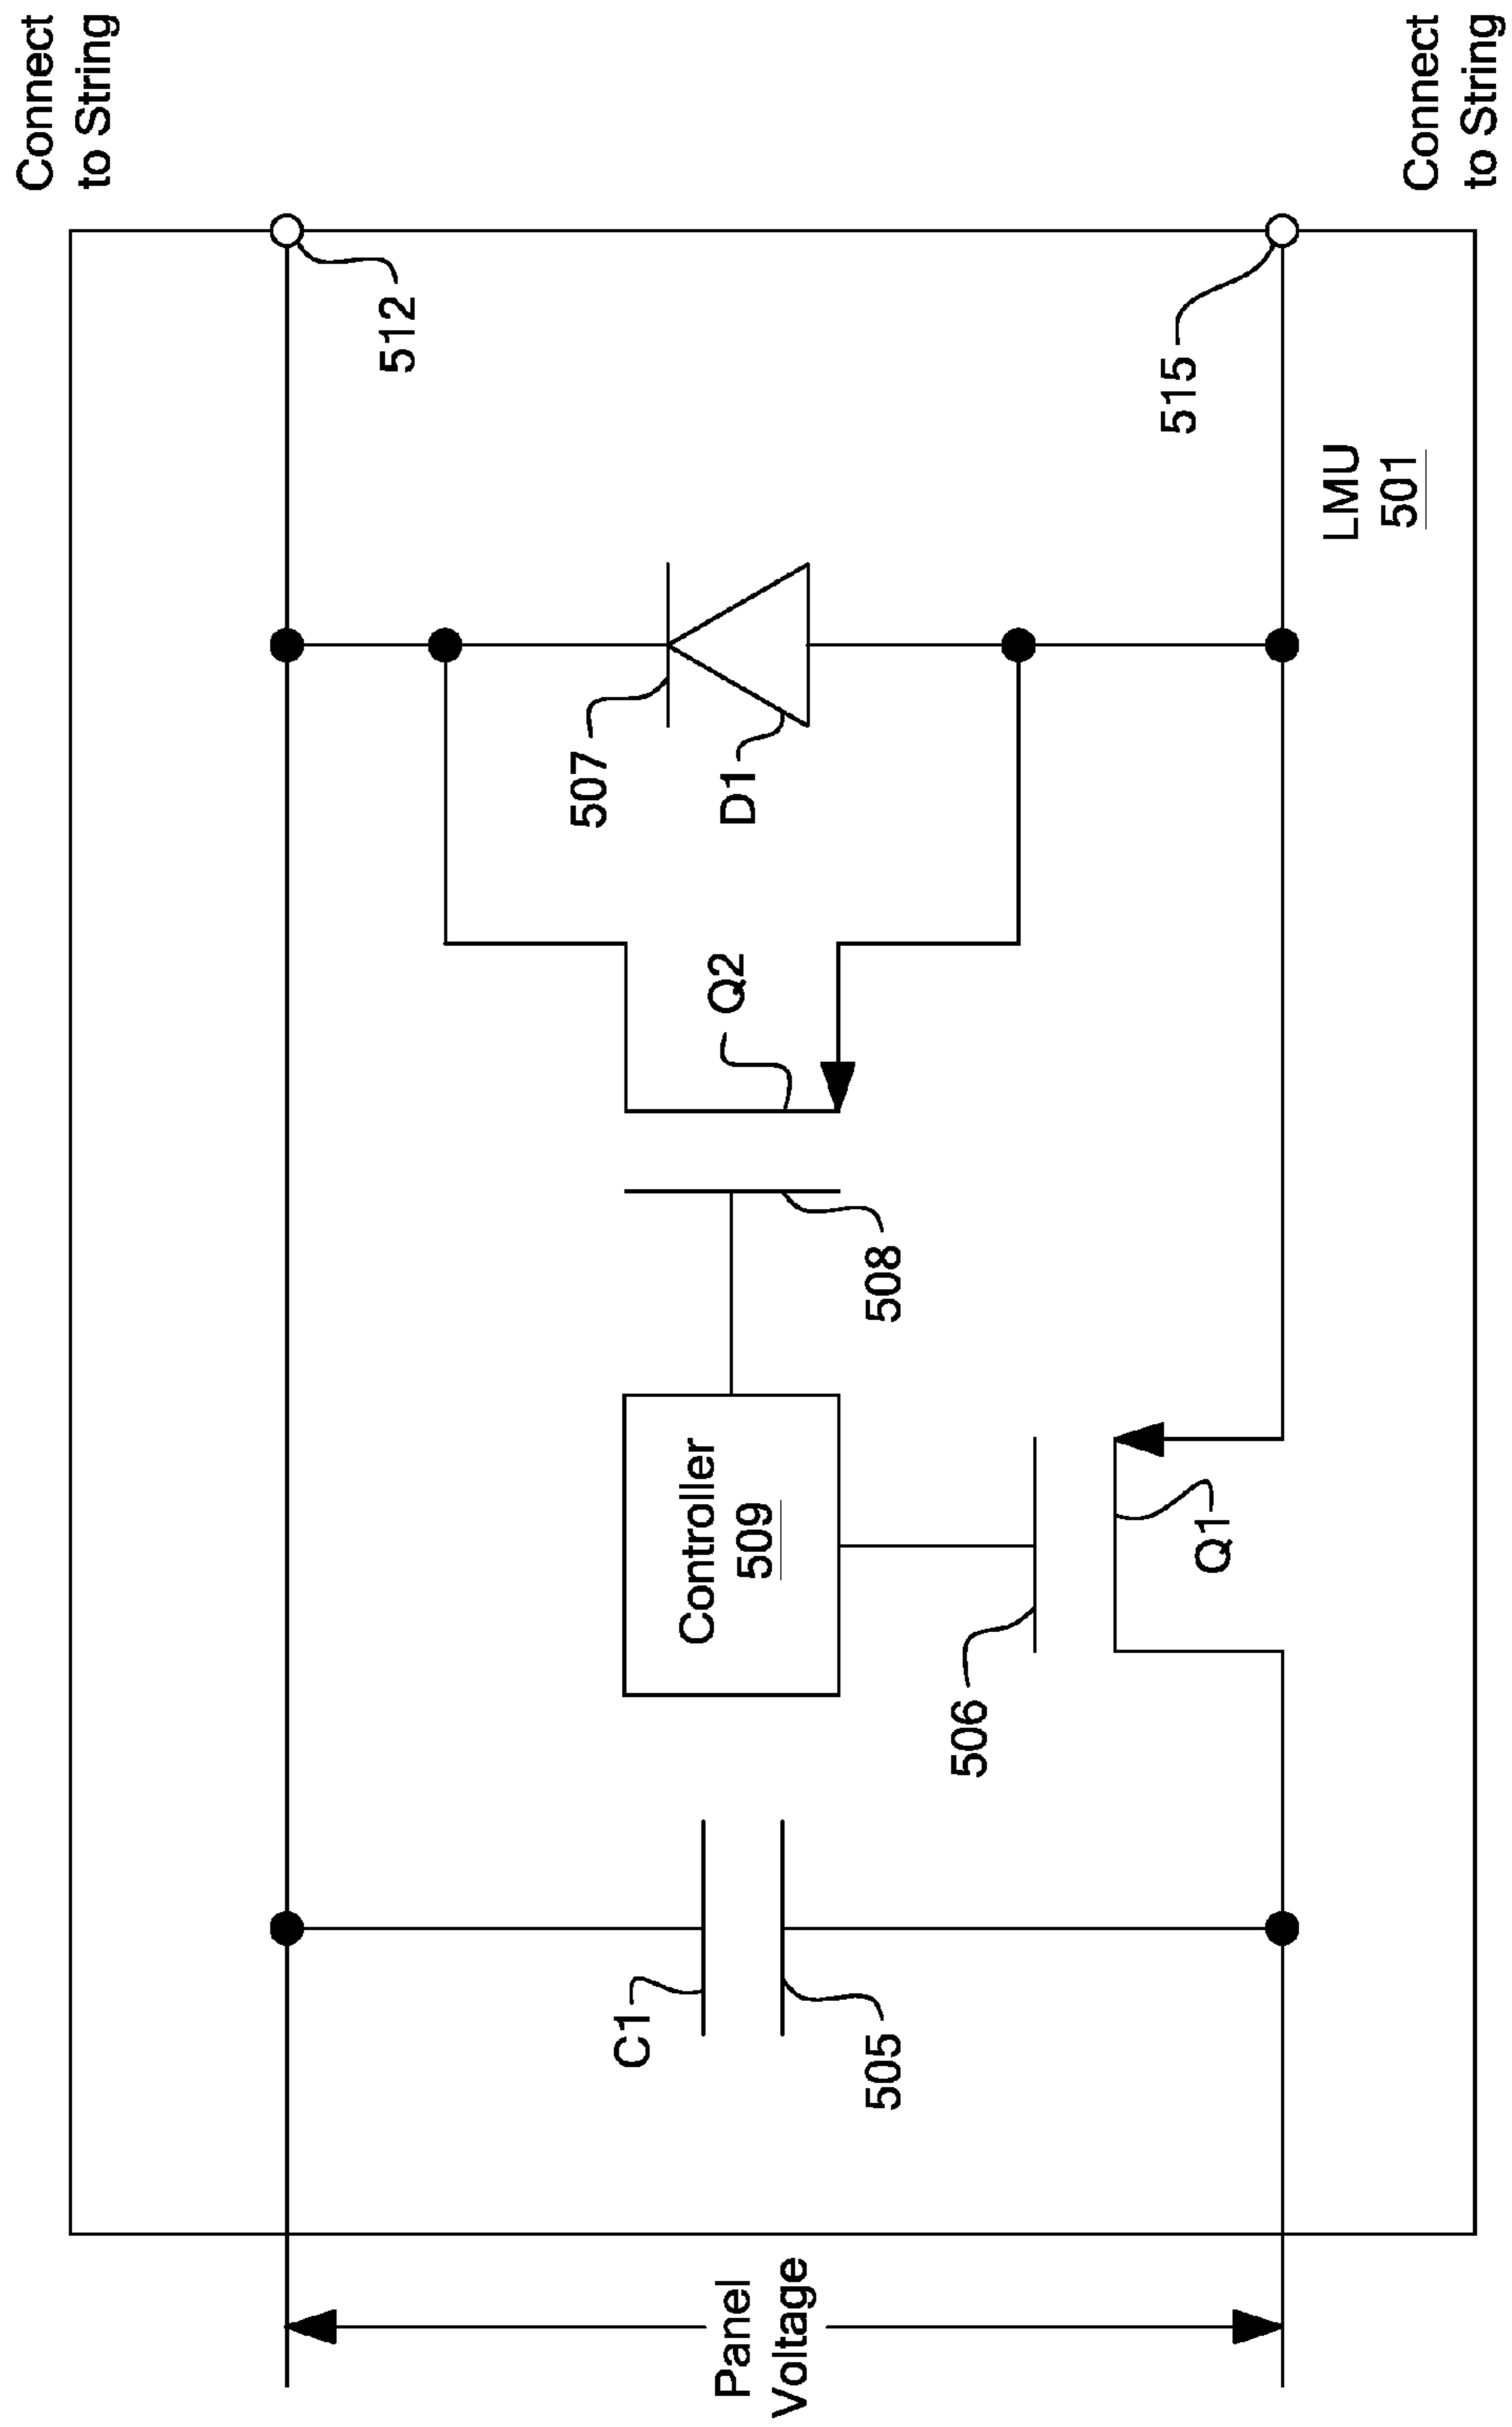 Connect
to String
512
507
D1
Q2
508
Controller
509
506
Q1
C1
505
Panel
Voltage
515
LMU
501
Connect
to String